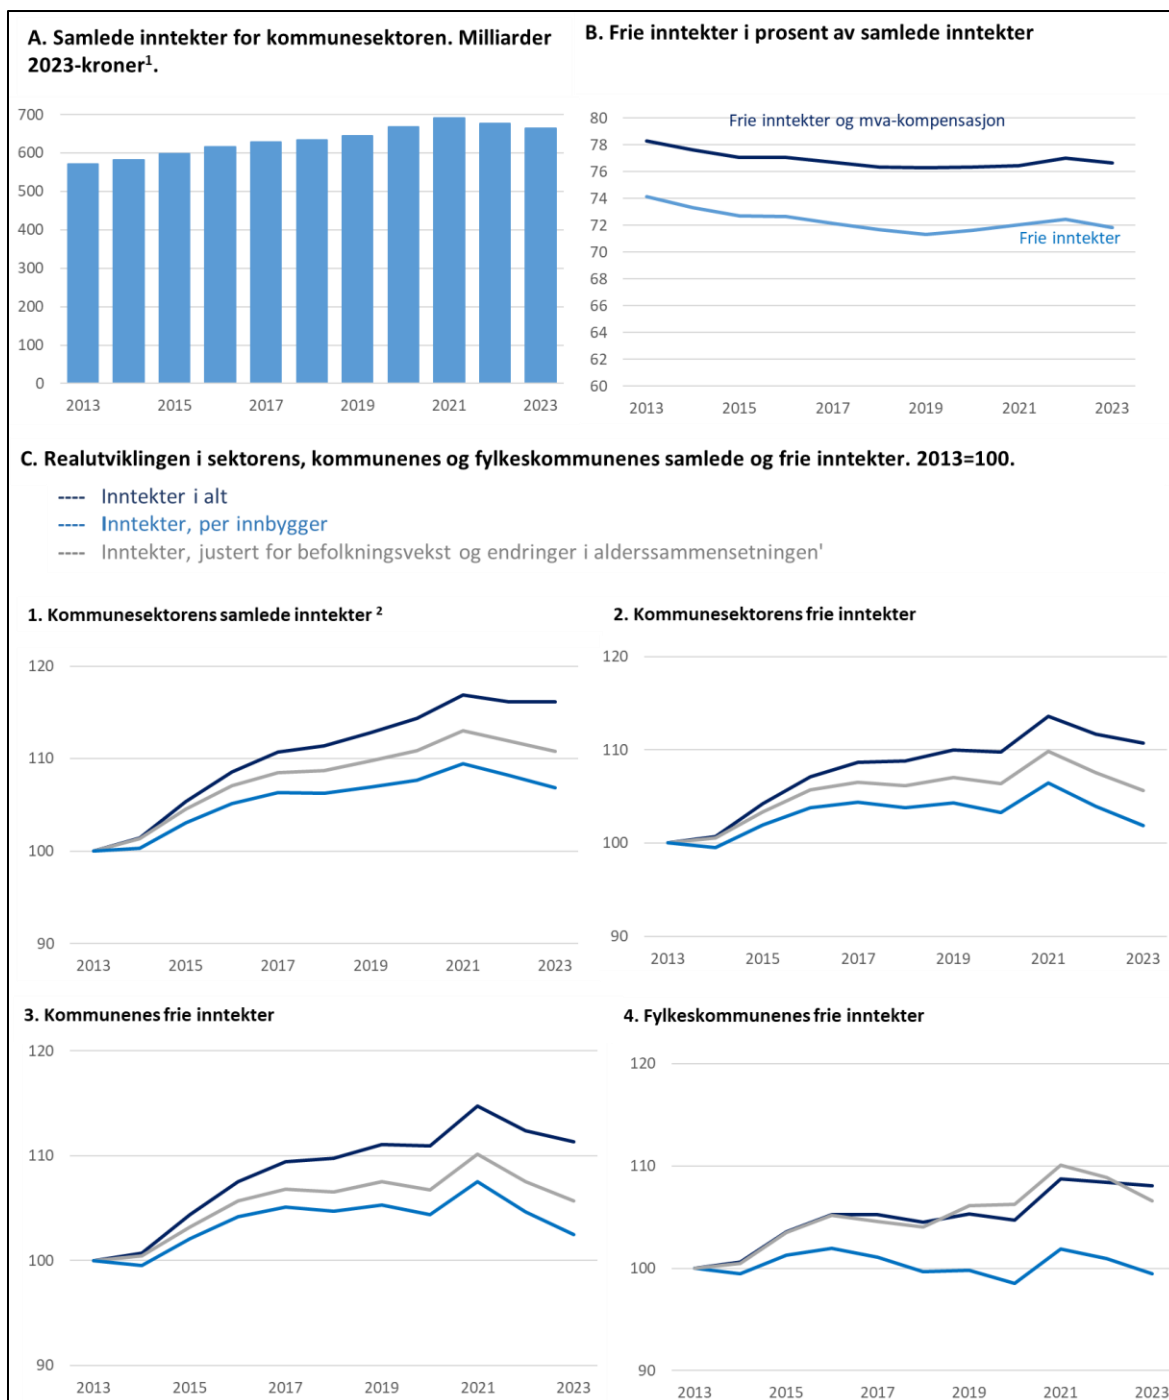 A. Samlede inntekter for kommunesektoren. Milliarder
2023-kroner¹.
700
600
500
400
300
200
100
0
2013 2015 2017 2019 2021 2023
B. Frie inntekter i prosent av samlede inntekter
80
78
76
74
72
70
68
66
64
62
60
Frie inntekter og mva-kompensasjon
Frie inntekter
2013 2015 2017 2019 2021 2023
C. Realutviklingen i sektorens, kommunenes og fylkeskommunenes samlede og frie inntekter. 2013=100.
---- Inntekter i alt
---- Inntekter, per innbygger
---- Inntekter, justert for befolkningsvekst og endringer i alderssammensetningen'
1. Kommunesektorens samlede inntekter ²
120
110
100
90
2013 2015 2017 2019 2021 2023
2. Kommunesektorens frie inntekter
120
110
100
90
2013 2015 2017 2019 2021 2023
3. Kommunenes frie inntekter
120
110
100
90
2013 2015 2017 2019 2021 2023
4. Fylkeskommunenes frie inntekter
120
110
100
90
2013 2015 2017 2019 2021 2023